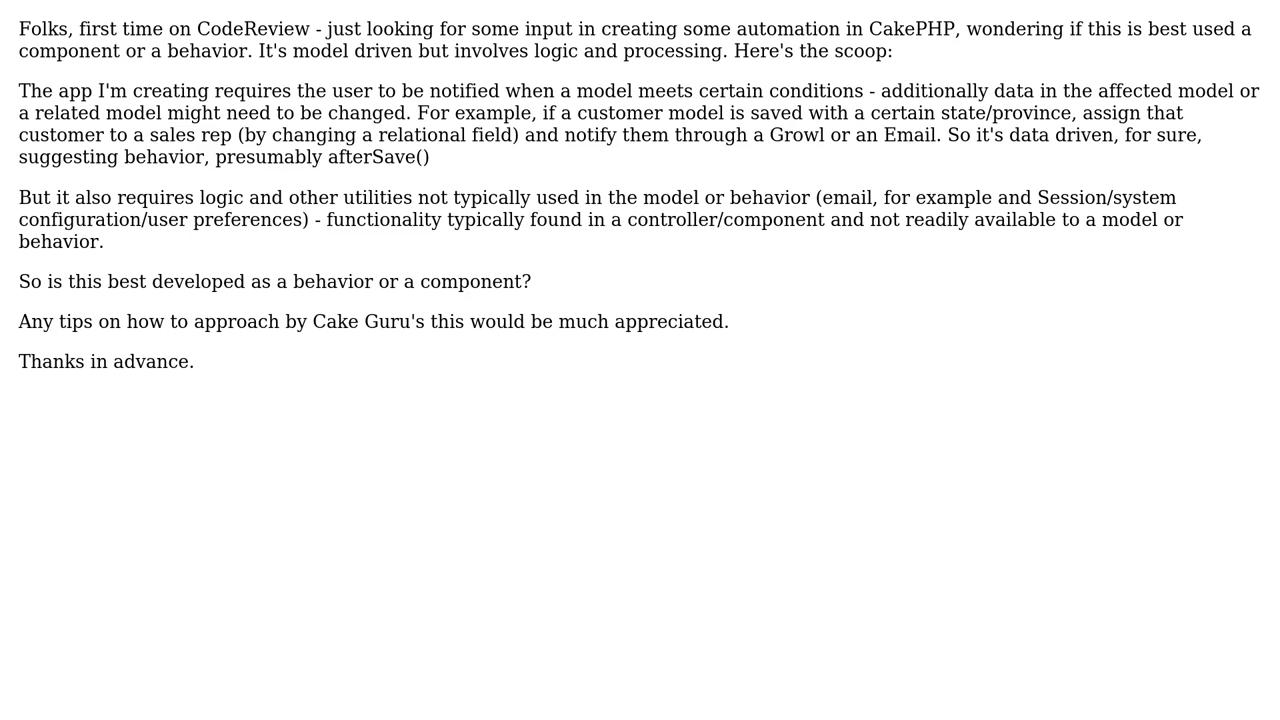 Folks, first time on CodeReview - just looking for some input in creating some automation in CakePHP, wondering if this is best used a
component or a behavior. It's model driven but involves logic and processing. Here's the scoop:
The app I'm creating requires the user to be notified when a model meets certain conditions - additionally data in the affected model or
a related model might need to be changed. For example, if a customer model is saved with a certain state/province, assign that
customer to a sales rep (by changing a relational field) and notify them through a Growl or an Email. So it's data driven, for sure,
suggesting behavior, presumably afterSave()
But it also requires logic and other utilities not typically used in the model or behavior (email, for example and Session/system
configuration/user preferences) - functionality typically found in a controller/component and not readily available to a model or
behavior.
So is this best developed as a behavior or a component?
Any tips on how to approach by Cake Guru's this would be much appreciated.
Thanks in advance.